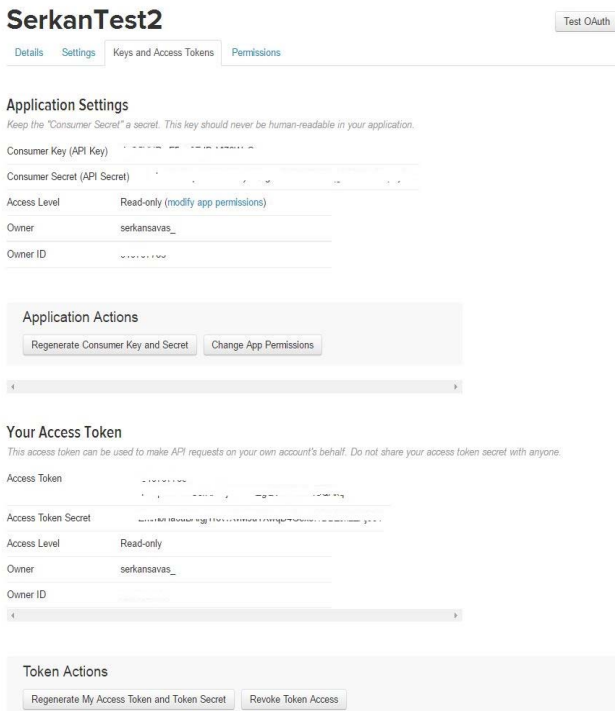 SerkanTest2
Test OAuth
Details Settings Keys and Access Tokens Permissions
Application Settings
Keep the "Consumer Secret" a secret. This key should never be human-readable in your application.
Consumer Key (API Key)
Consumer Secret (API Secret)
Access Level Read-only (modify app permissions)
Owner serkansavas_
Owner ID
Application Actions
Regenerate Consumer Key and Secret Change App Permissions
Your Access Token
This access token can be used to make API requests on your own account's behalf. Do not share your access token secret with anyone.
Access Token
Access Token Secret
Access Level Read-only
Owner serkansavas_
Owner ID
Token Actions
Regenerate My Access Token and Token Secret Revoke Token Access